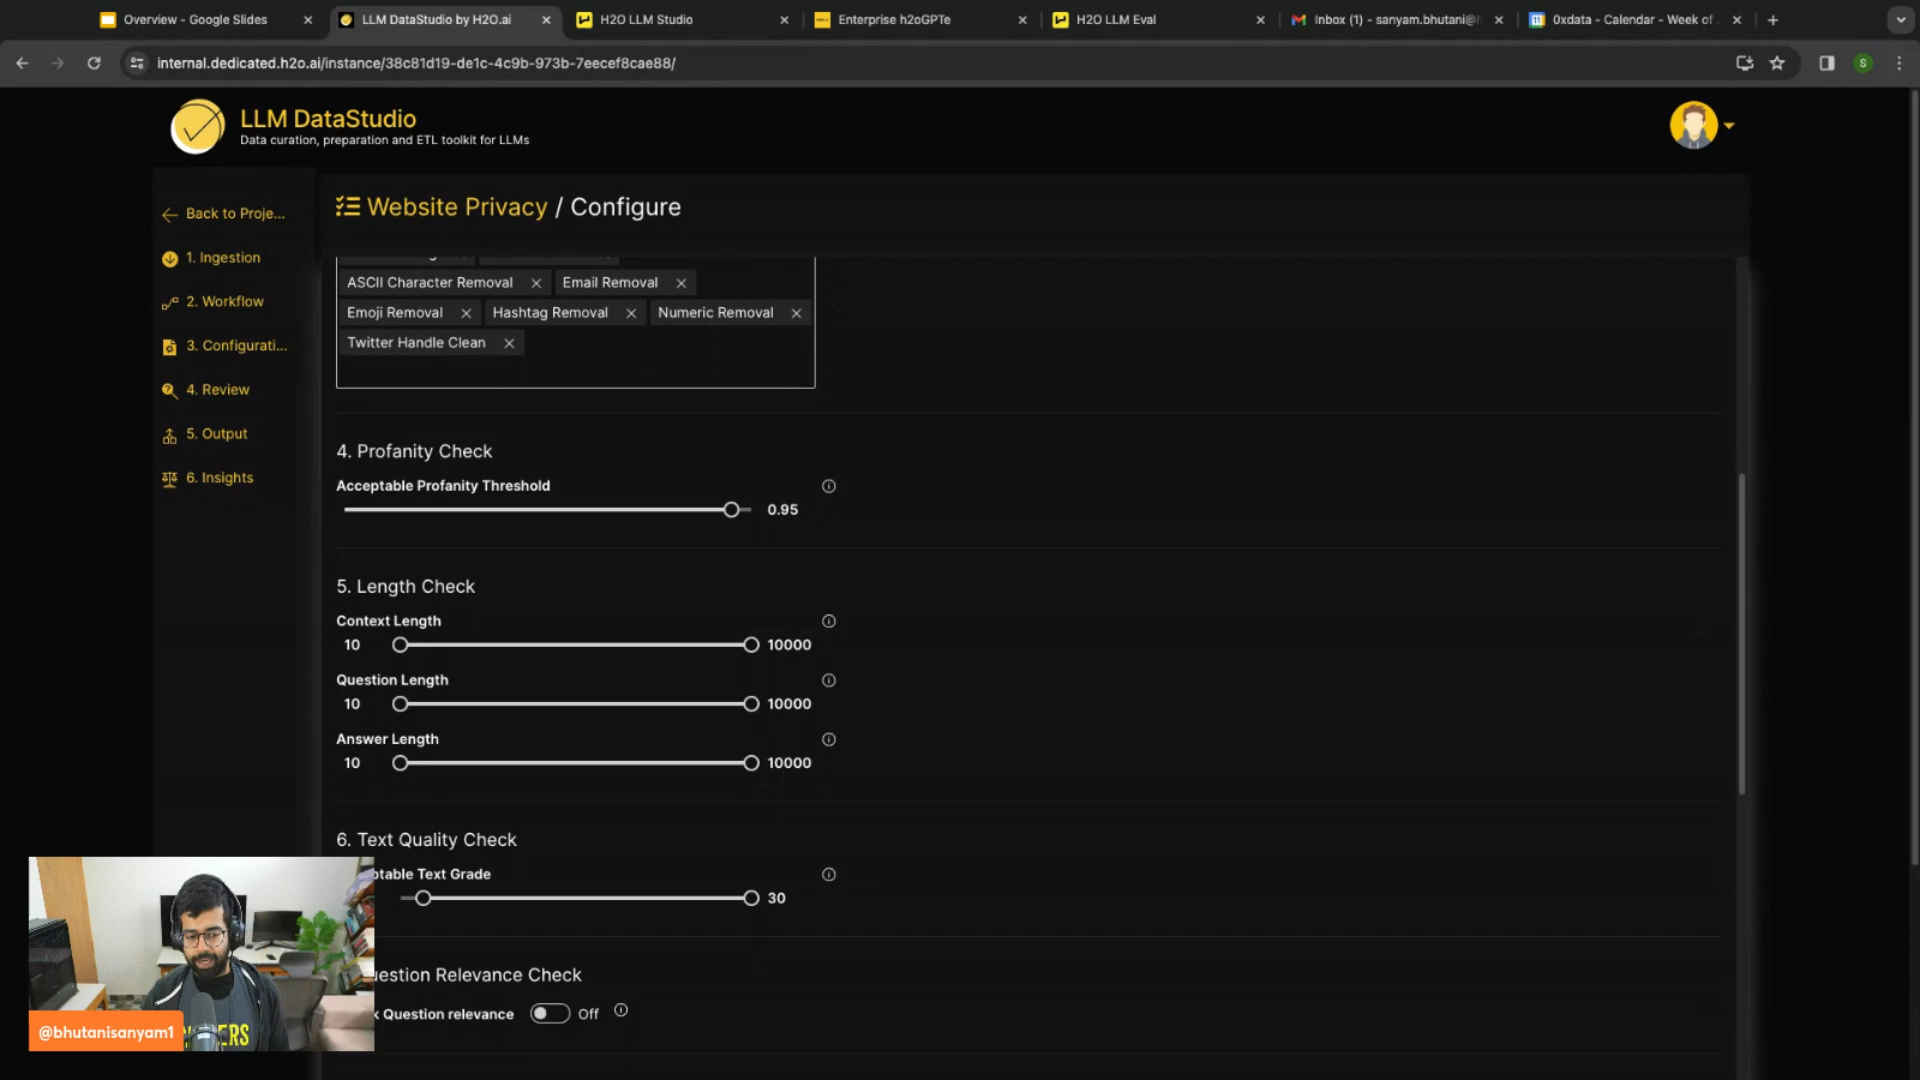 Overview - Google Slides
LLM DataStudio by H2O.ai
H2O LLM Studio
Enterprise h2oGPTe
H2O LLM Eval
Inbox (1) - sanyam.bhutani@
0xdata - Calendar - Week of
internal.dedicated.h2o.ai/instance/38c81d19-de1c-4c9b-973b-7eecef8cae88/
S
LLM DataStudio
Data curation, preparation and ETL toolkit for LLMs
Back to Proje...
1. Ingestion
2. Workflow
3. Configurati...
4. Review
5. Output
6. Insights
Website Privacy / Configure
ASCII Character Removal
Email Removal
Emoji Removal
Hashtag Removal
Numeric Removal
Twitter Handle Clean
4. Profanity Check
Acceptable Profanity Threshold
0.95
5. Length Check
Context Length
10
10000
Question Length
10
10000
Answer Length
10
10000
6. Text Quality Check
ptable Text Grade
30
uestion Relevance Check
k Question relevance
Off
@bhutanisanyam1
ERS